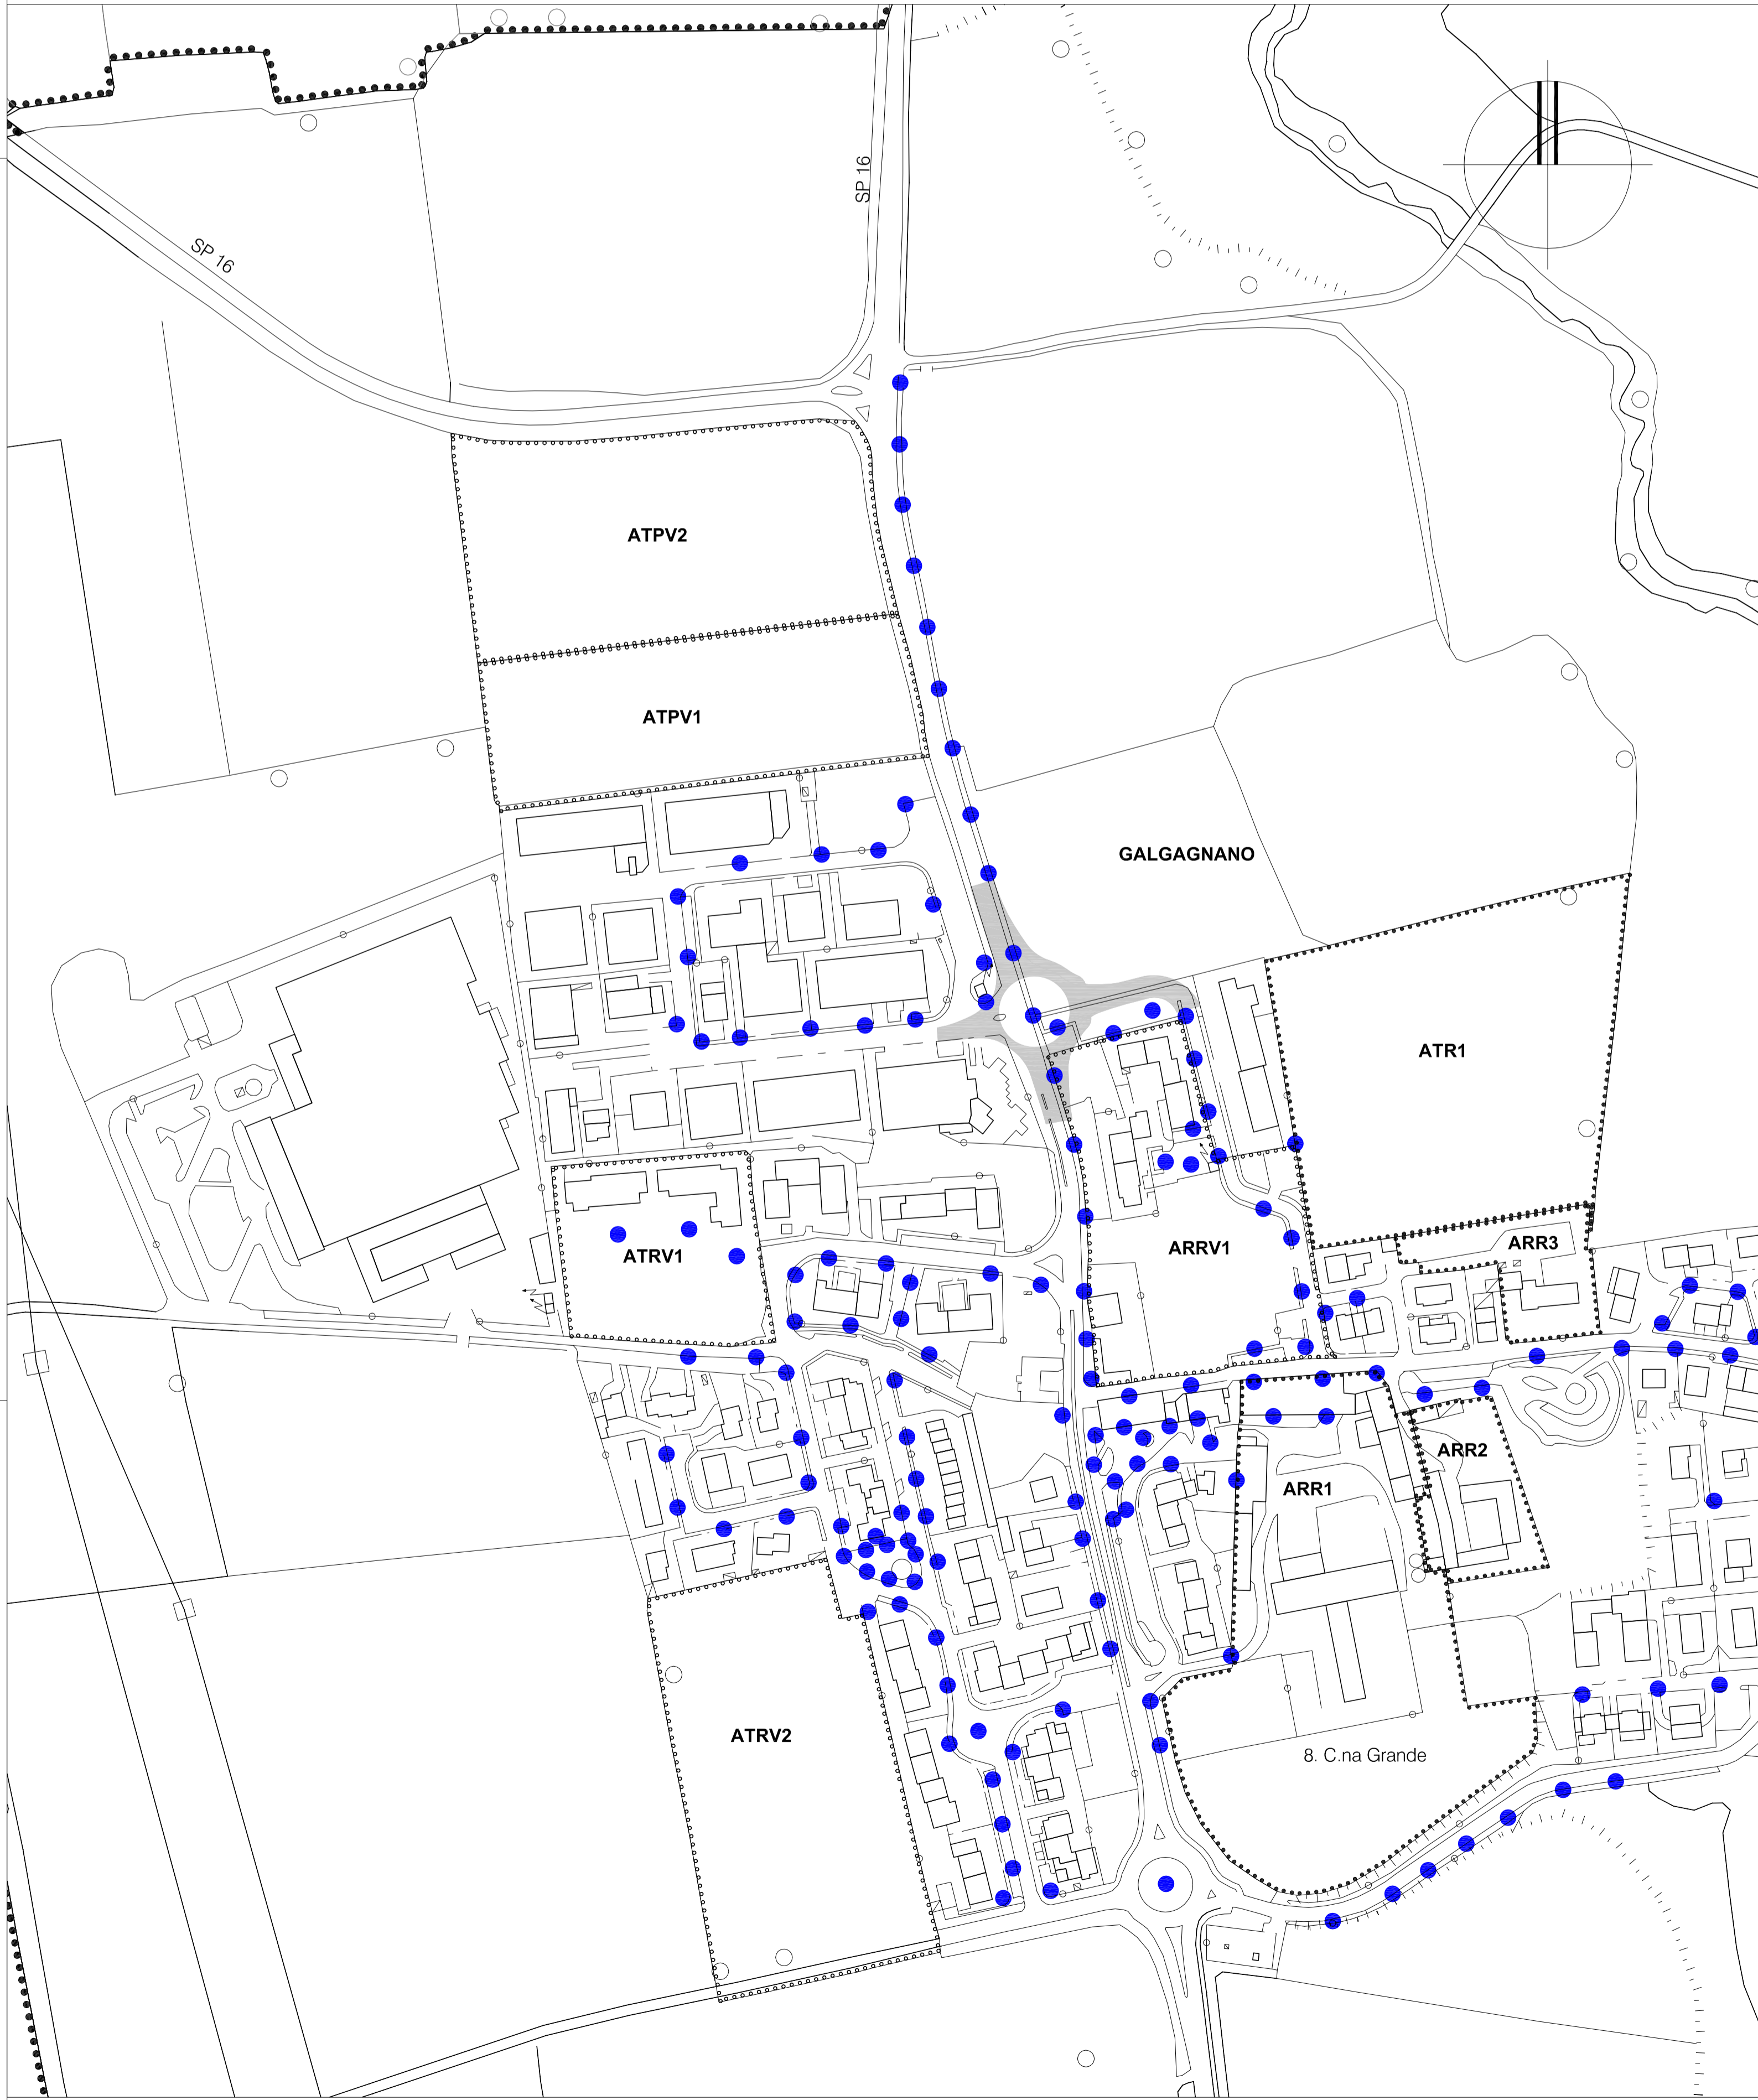 SP 16
SP 16
ATPV2
ATPV1
GALGAGNANO
ATR1
ARRV1
ARR3
ATRV1
ARR2
ARR1
ATRV2
8. C.na Grande